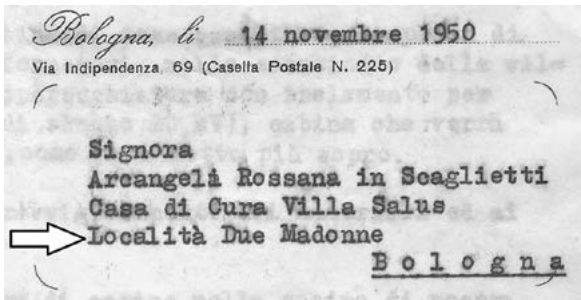 Bologna, li 14 novembre 1950
Via Indipendenza 69 (Casella Postale N. 225)
Signora
Arcangeli Rossana in Scaglietti
Casa di Cura Villa Salus
Località Due Madonne
Bologna